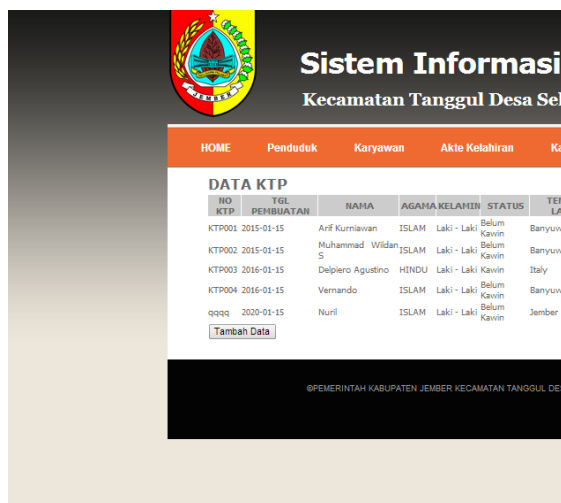 JEMBER
Sistem Informasi
Kecamatan Tanggul Desa Sel
HOME Penduduk Karyawan Akte Kelahiran Ka
DATA KTP
NO KTP TGL PEMBUATAN NAMA AGAMA KELAMIN STATUS TEM LA
KTP001 2015-01-15 Arif Kurniawan ISLAM Laki - Laki Belum Kawin Banyuw
KTP002 2015-01-15 Muhammad Wildan S ISLAM Laki - Laki Belum Kawin Banyuw
KTP003 2016-01-15 Delpiero Agustino HINDU Laki - Laki Kawin Italy
KTP004 2016-01-15 Vernando ISLAM Laki - Laki Belum Kawin Banyuw
qqqq 2020-01-15 Nuril ISLAM Laki - Laki Belum Kawin Jember
Tambah Data
©PEMERINTAH KABUPATEN JEMBER KECAMATAN TANGGUL DES